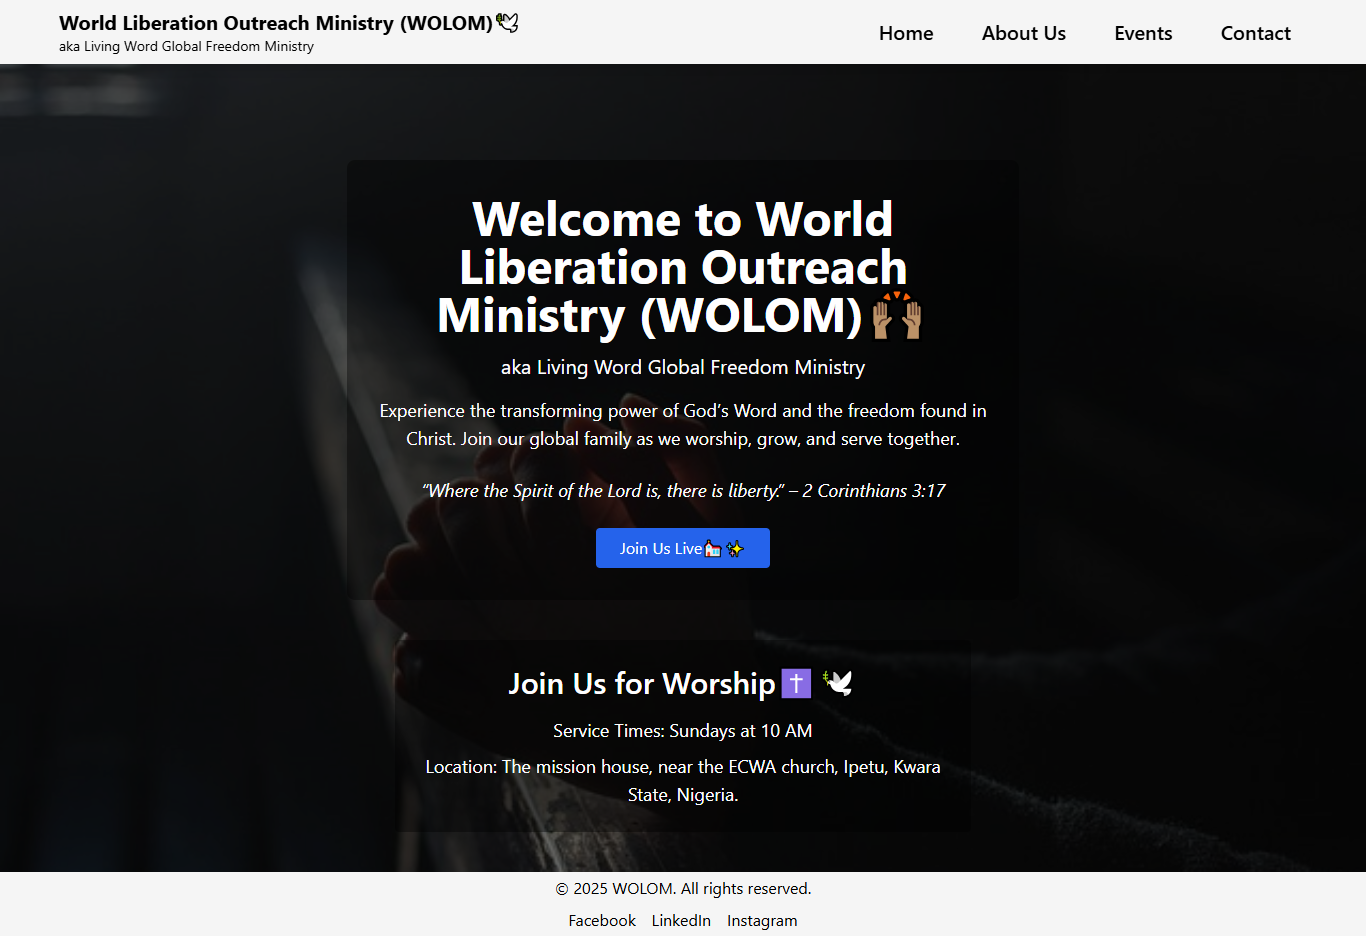 World Liberation Outreach Ministry (WOLOM)🕊️
aka Living Word Global Freedom Ministry
Home About Us Events Contact
Welcome to World
Liberation Outreach
Ministry (WOLOM)🙌🏽
aka Living Word Global Freedom Ministry
Experience the transforming power of God’s Word and the freedom found in
Christ. Join our global family as we worship, grow, and serve together.
“Where the Spirit of the Lord is, there is liberty.” – 2 Corinthians 3:17
Join Us Live⛪✨
Join Us for Worship✝️ 🕊️
Service Times: Sundays at 10 AM
Location: The mission house, near the ECWA church, Ipetu, Kwara
State, Nigeria.
© 2025 WOLOM. All rights reserved.
Facebook LinkedIn Instagram